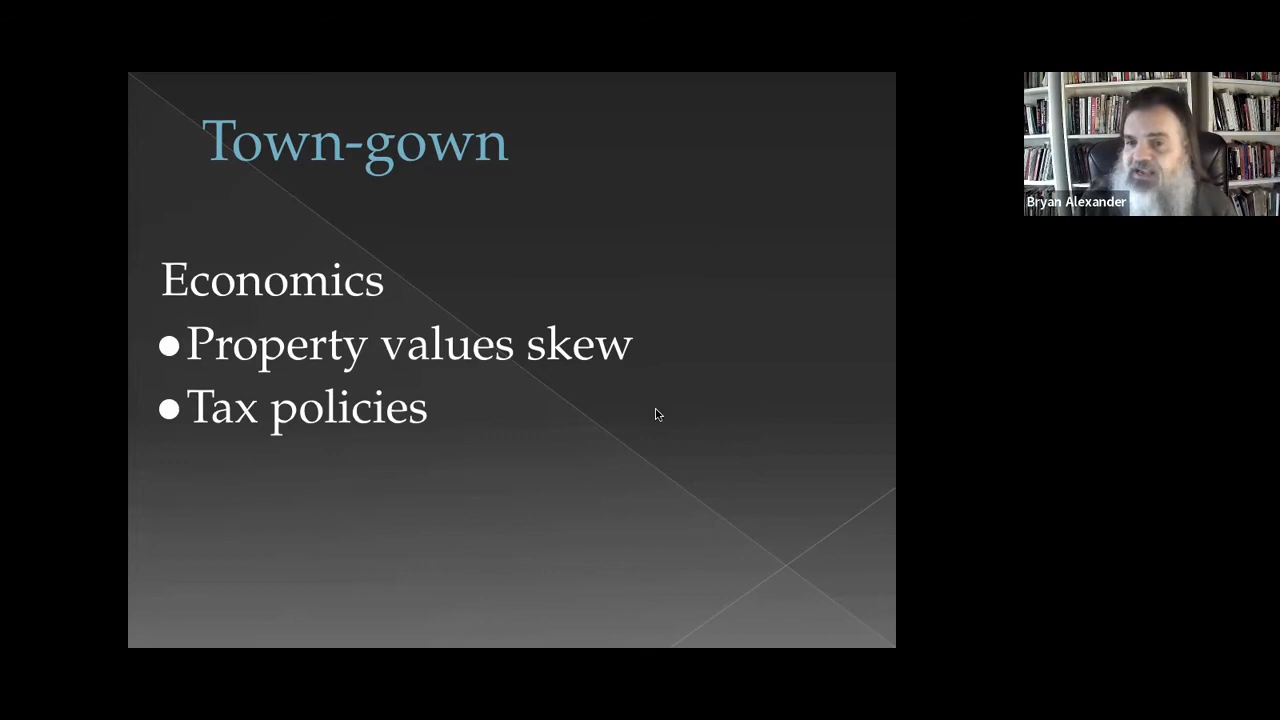 Town-gown
Economics
●Property values skew
●Tax policies
Bryan Alexander